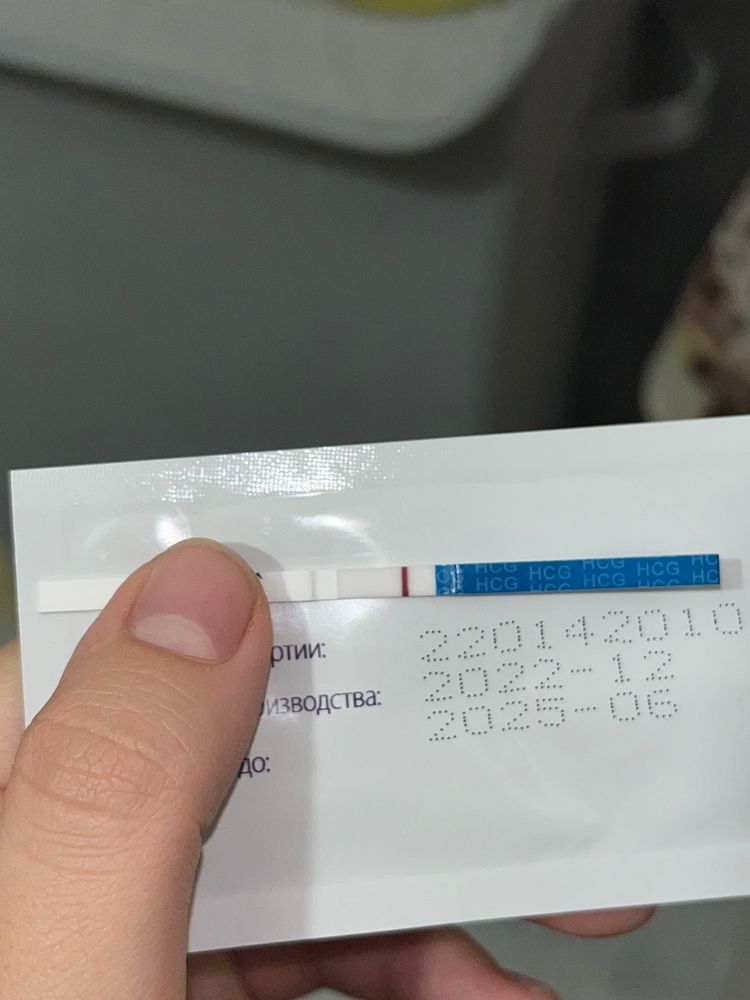 HCG HCG HCG HC
HCG HCG HCG HC
ртии: 220142010
изводства: 2022-12
до: 2025-06